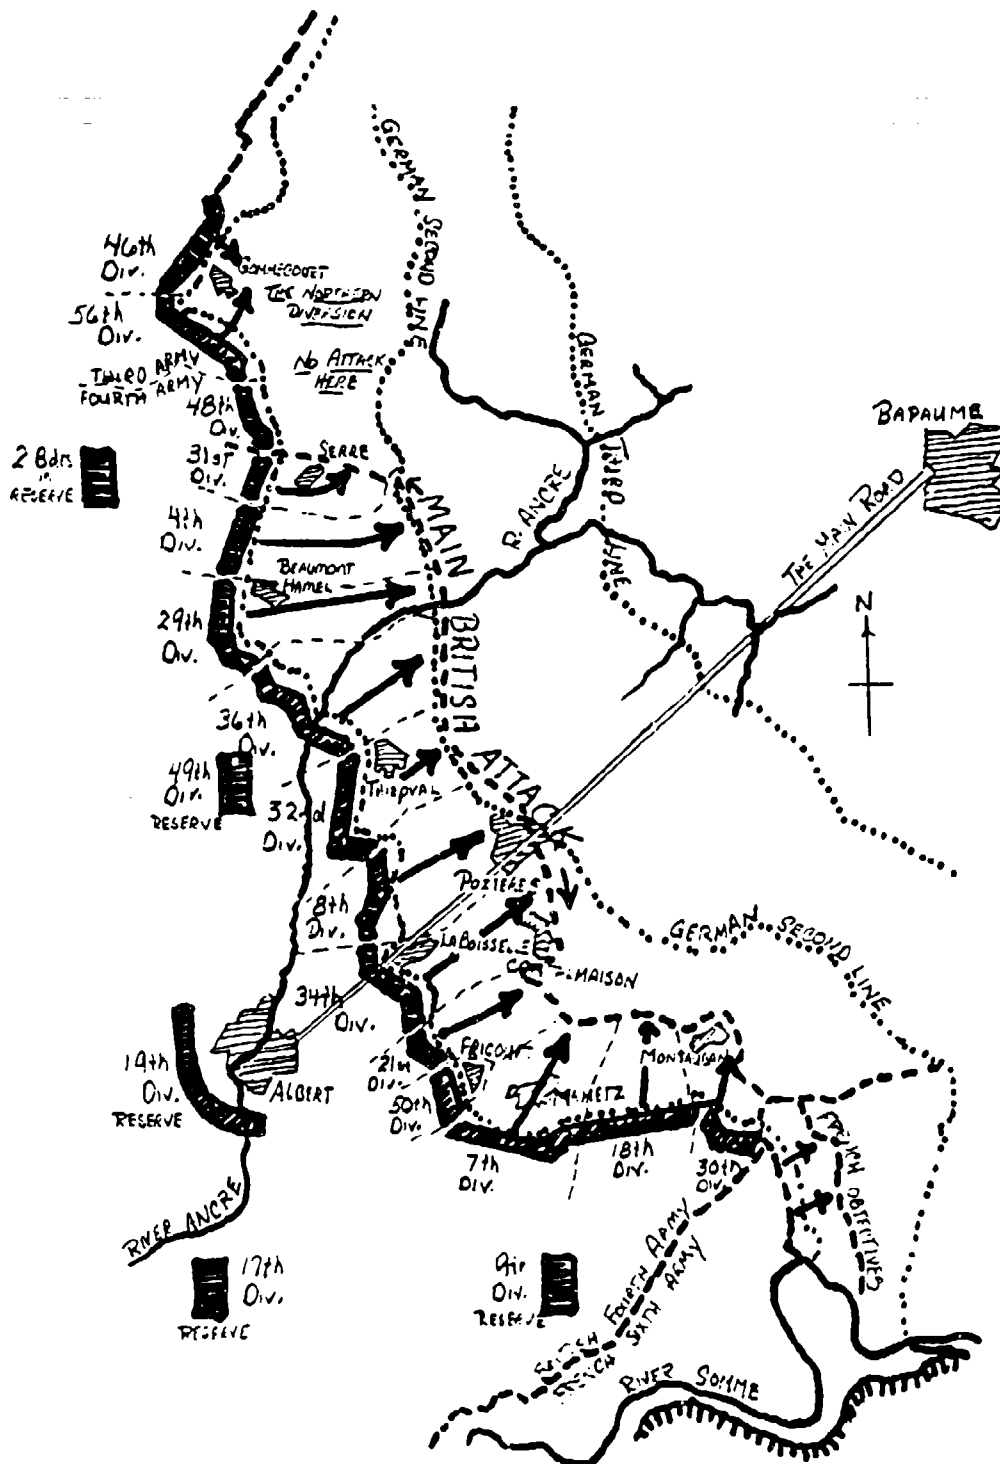 46th
Div.
GOMMECOURT
THE NORTHERN
DIVERSION
56th
Div.
THIRD ARMY
FOURTH ARMY
NO ATTACK
HERE
48th
Div.
GERMAN SECOND LINE
GERMAN THIRD LINE
BAPAUME
THE MAIN ROAD
2 Bdrs
in
RESERVE
31st
Div.
SERRE
4th
Div.
BEAUMONT
HAMEL
R. ANCRE
29th
Div.
MAIN BRITISH ATTACK
N
36th
Div.
49th
Div.
RESERVE
THIEPVAL
32nd
Div.
POZIERES
8th
Div.
LA BOISSELLE
GERMAN SECOND LINE
MAISON
34th
Div.
19th
Div.
RESERVE
ALBERT
FRICOURT
21st
Div.
50th
Div.
MAMETZ
MONTAUBAN
7th
Div.
18th
Div.
30th
Div.
FRENCH OBJECTIVES
RIVER ANCRE
17th
Div.
RESERVE
Div.
RESERVE
BRITISH FOURTH ARMY
FRENCH SIXTH ARMY
RIVER SOMME